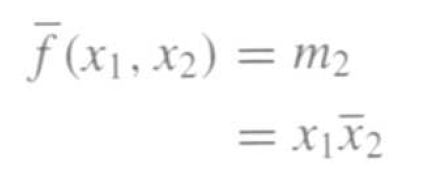 f̅(x₁, x₂) = m₂
= x₁x̅₂